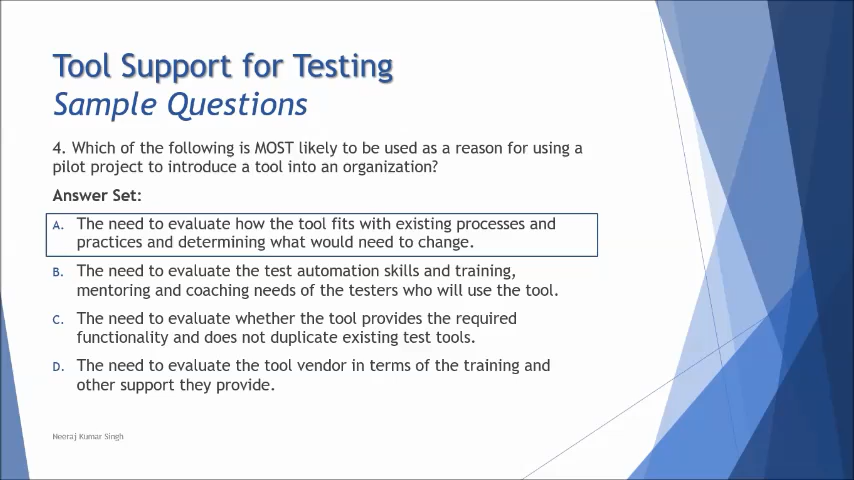 Tool Support for Testing
Sample Questions
4. Which of the following is MOST likely to be used as a reason for using a
pilot project to introduce a tool into an organization?
Answer Set:
A. The need to evaluate how the tool fits with existing processes and
practices and determining what would need to change.
B. The need to evaluate the test automation skills and training,
mentoring and coaching needs of the testers who will use the tool.
C. The need to evaluate whether the tool provides the required
functionality and does not duplicate existing test tools.
D. The need to evaluate the tool vendor in terms of the training and
other support they provide.
Neeraj Kumar Singh